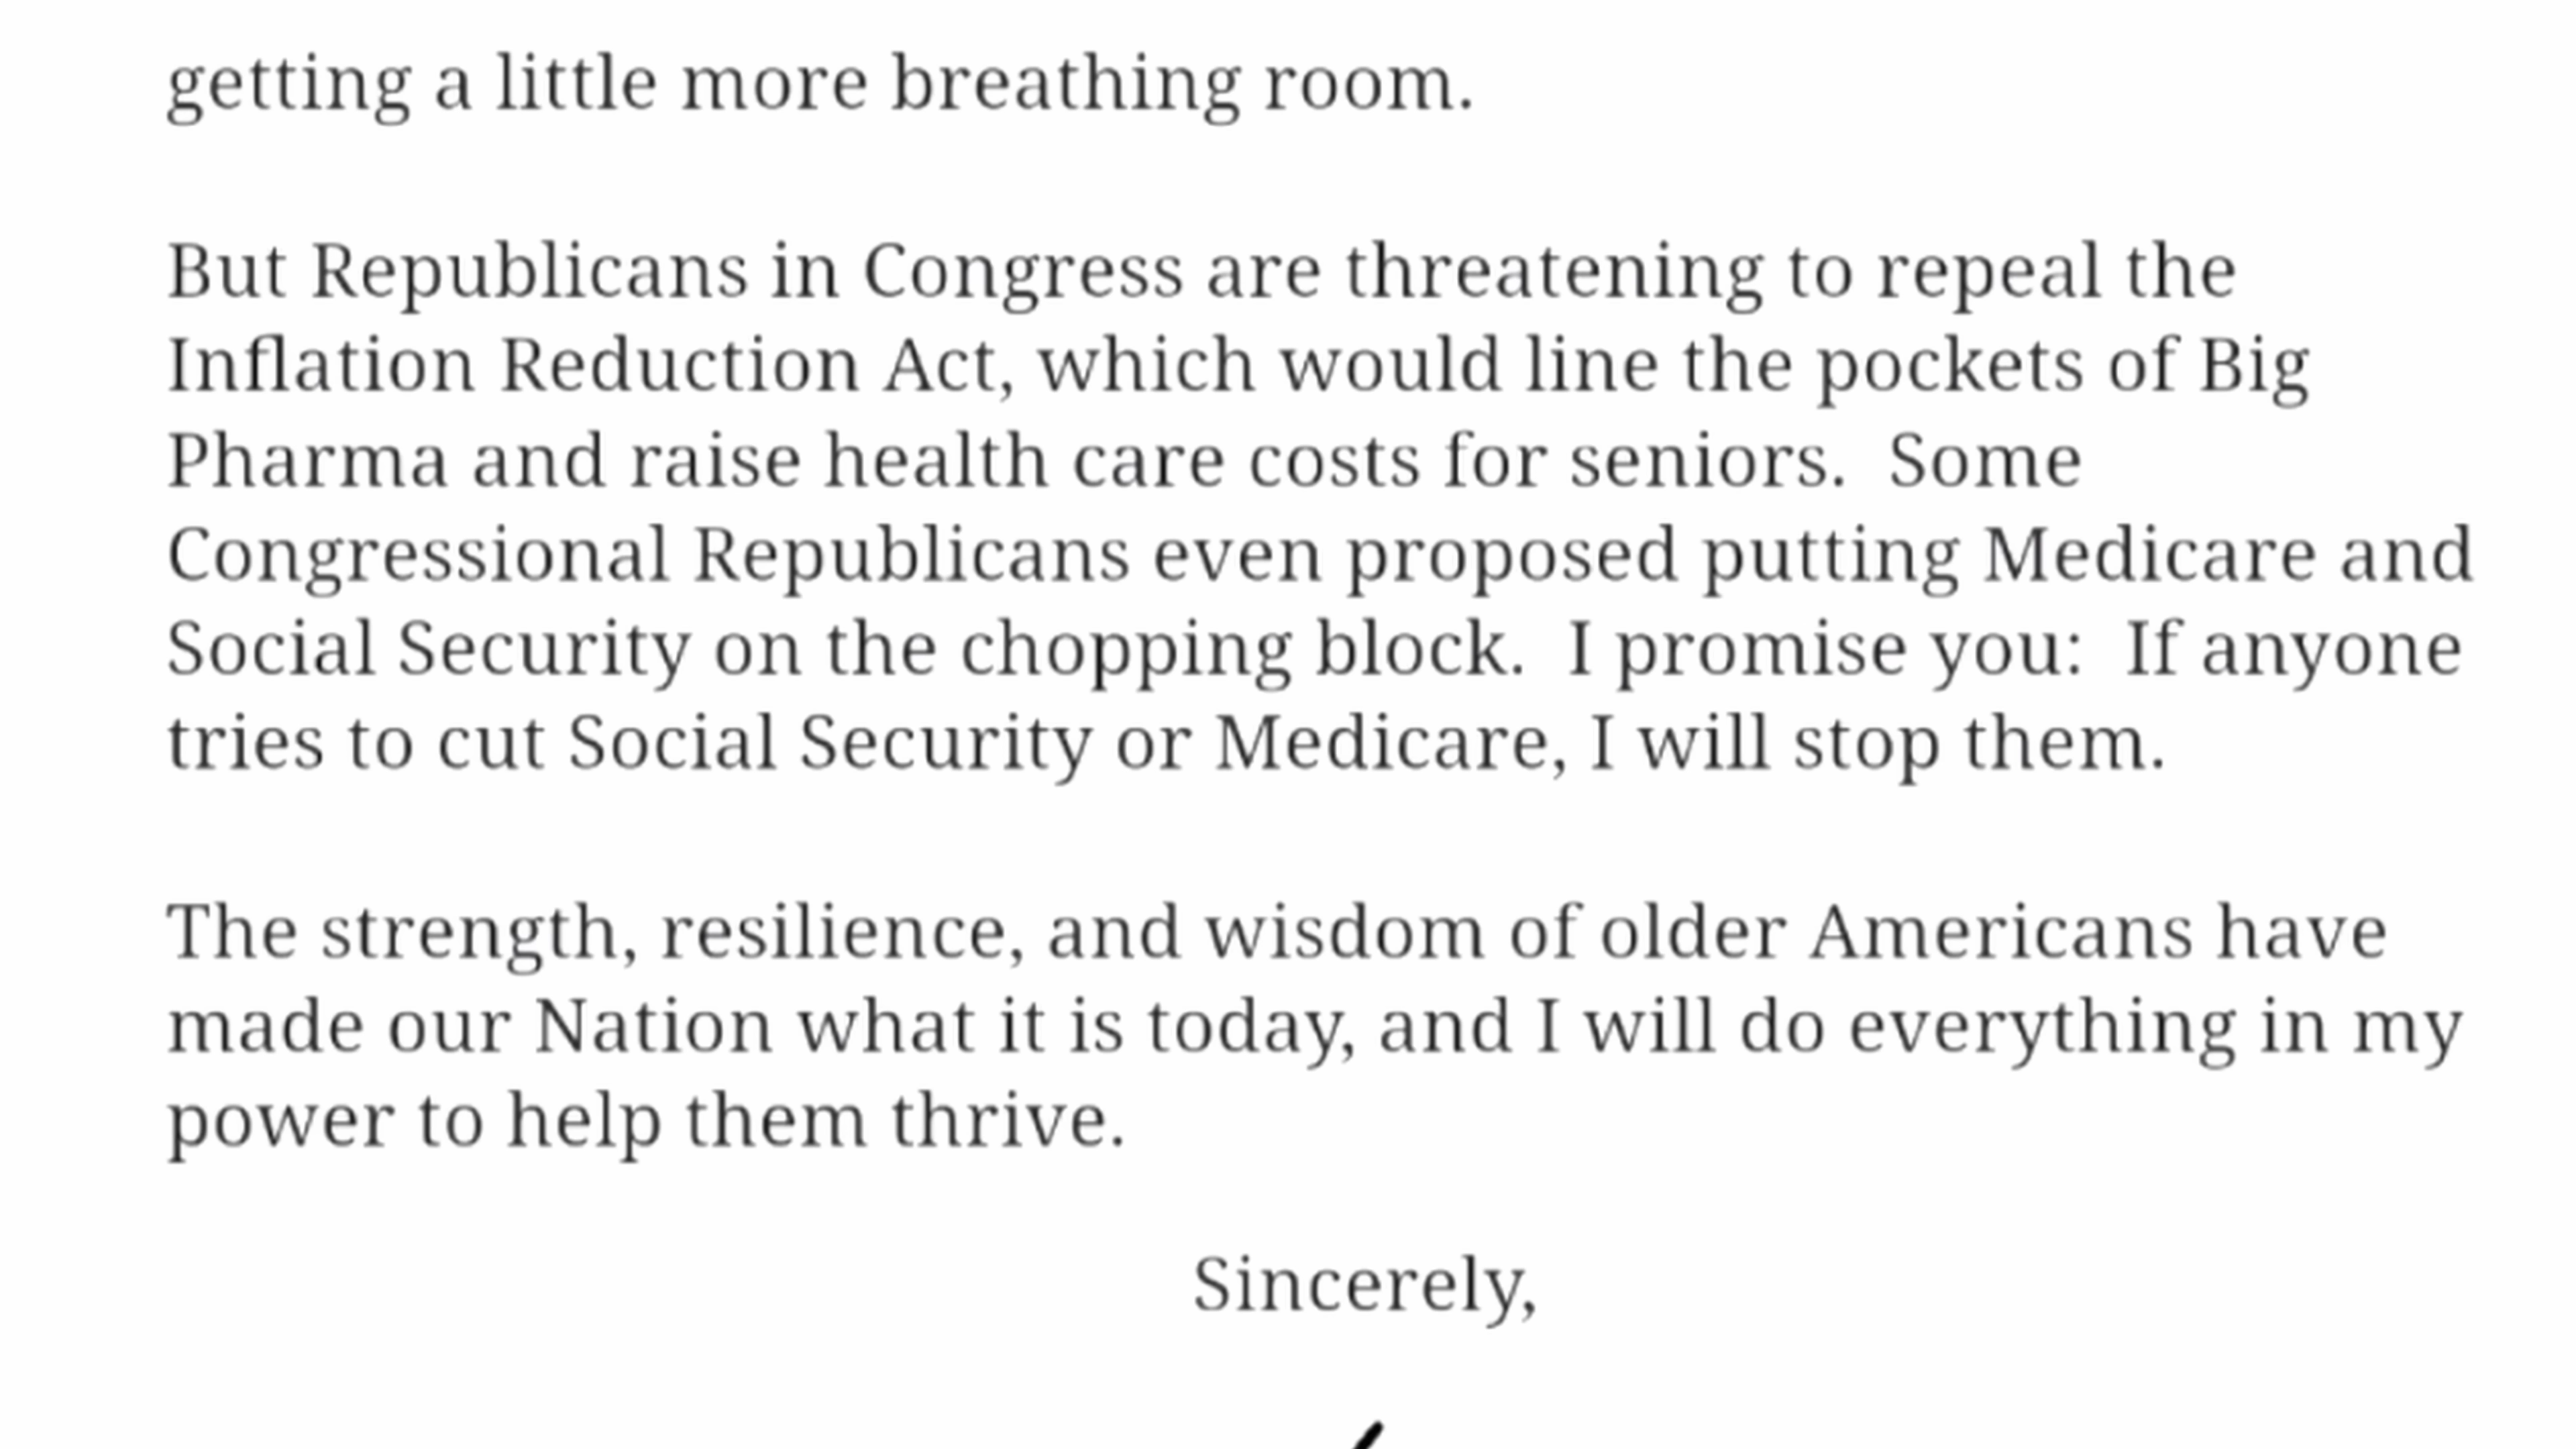 getting a little more breathing room.
But Republicans in Congress are threatening to repeal the
Inflation Reduction Act, which would line the pockets of Big
Pharma and raise health care costs for seniors.  Some
Congressional Republicans even proposed putting Medicare and
Social Security on the chopping block.  I promise you:  If anyone
tries to cut Social Security or Medicare, I will stop them.
The strength, resilience, and wisdom of older Americans have
made our Nation what it is today, and I will do everything in my
power to help them thrive.
Sincerely,